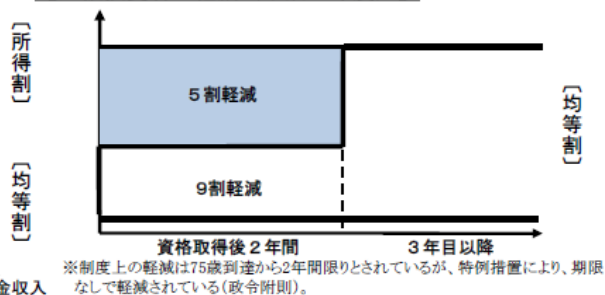 〔所得割〕
5割軽減
〔均等割〕
〔均等割〕
9割軽減
資格取得後2年間
3年目以降
※制度上の軽減は75歳到達から2年間限りとされているが、特例措置により、期限
金収入
なしで軽減されている(政令附則)。